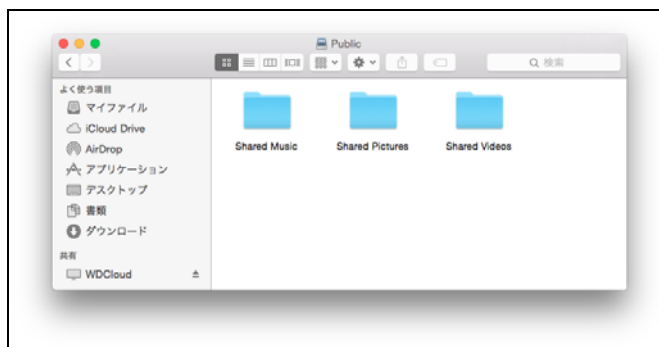 Public
検索
よく使う項目
マイファイル
iCloud Drive
AirDrop
アプリケーション
デスクトップ
書類
ダウンロード
共有
WDCloud
Shared Music
Shared Pictures
Shared Videos